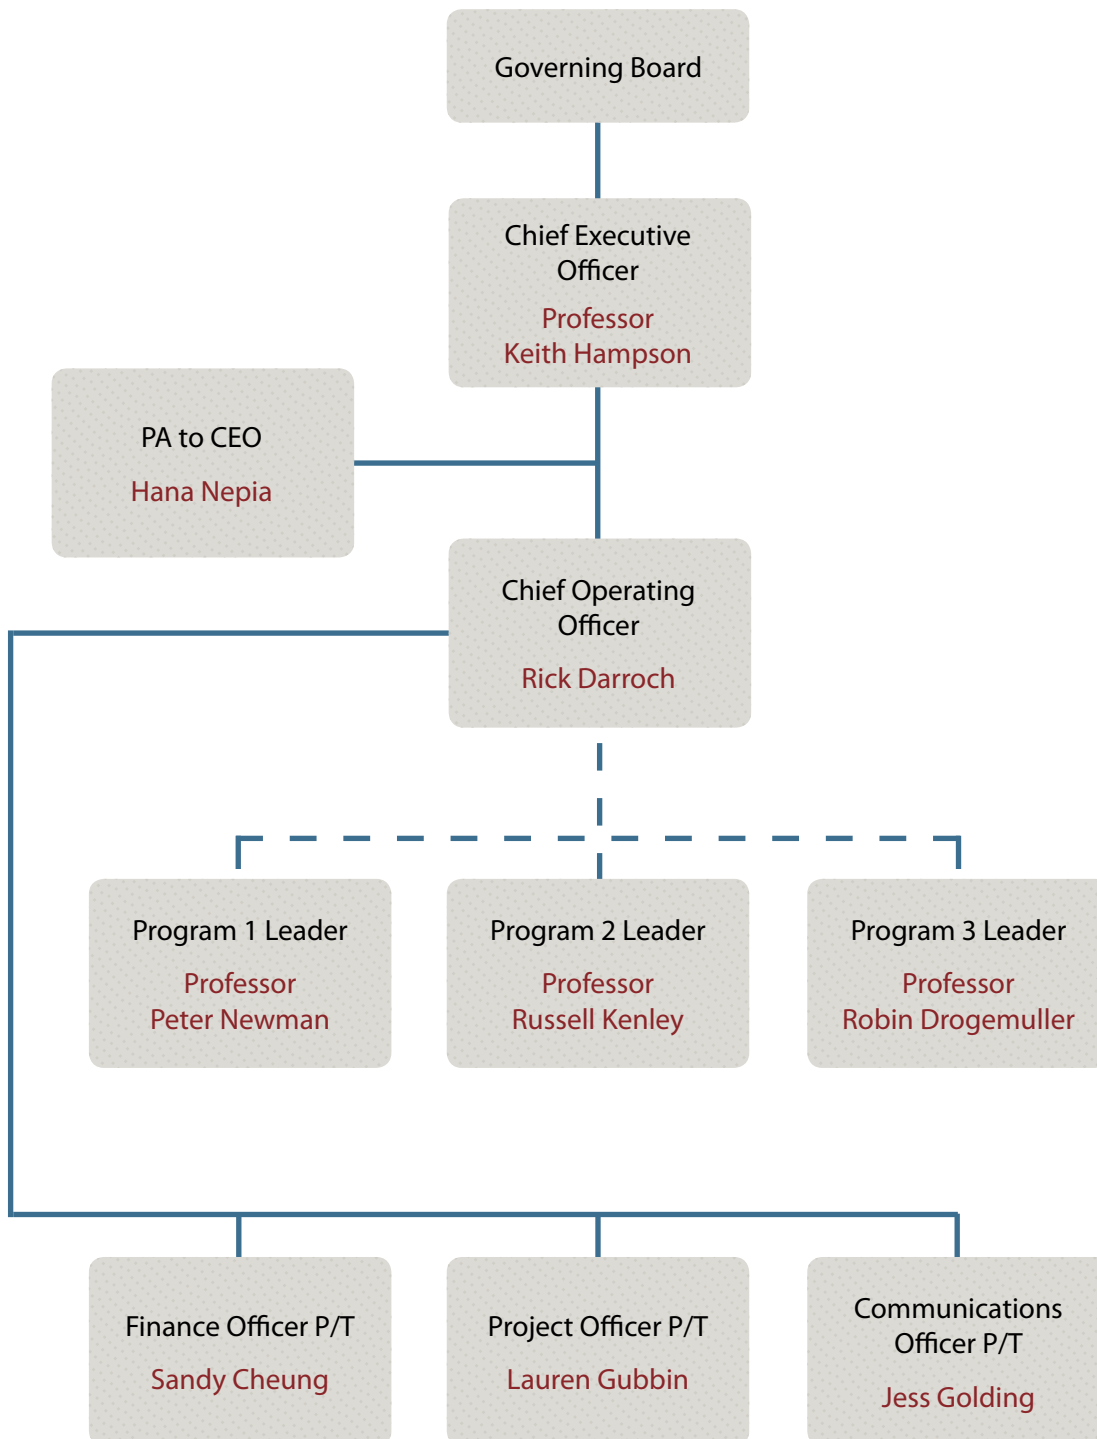 Governing Board
Chief Executive
Officer
Professor
Keith Hampson
PA to CEO
Hana Nepia
Chief Operating
Officer
Rick Darroch
Program 1 Leader
Professor
Peter Newman
Program 2 Leader
Professor
Russell Kenley
Program 3 Leader
Professor
Robin Drogemuller
Finance Officer P/T
Sandy Cheung
Project Officer P/T
Lauren Gubbin
Communications
Officer P/T
Jess Golding